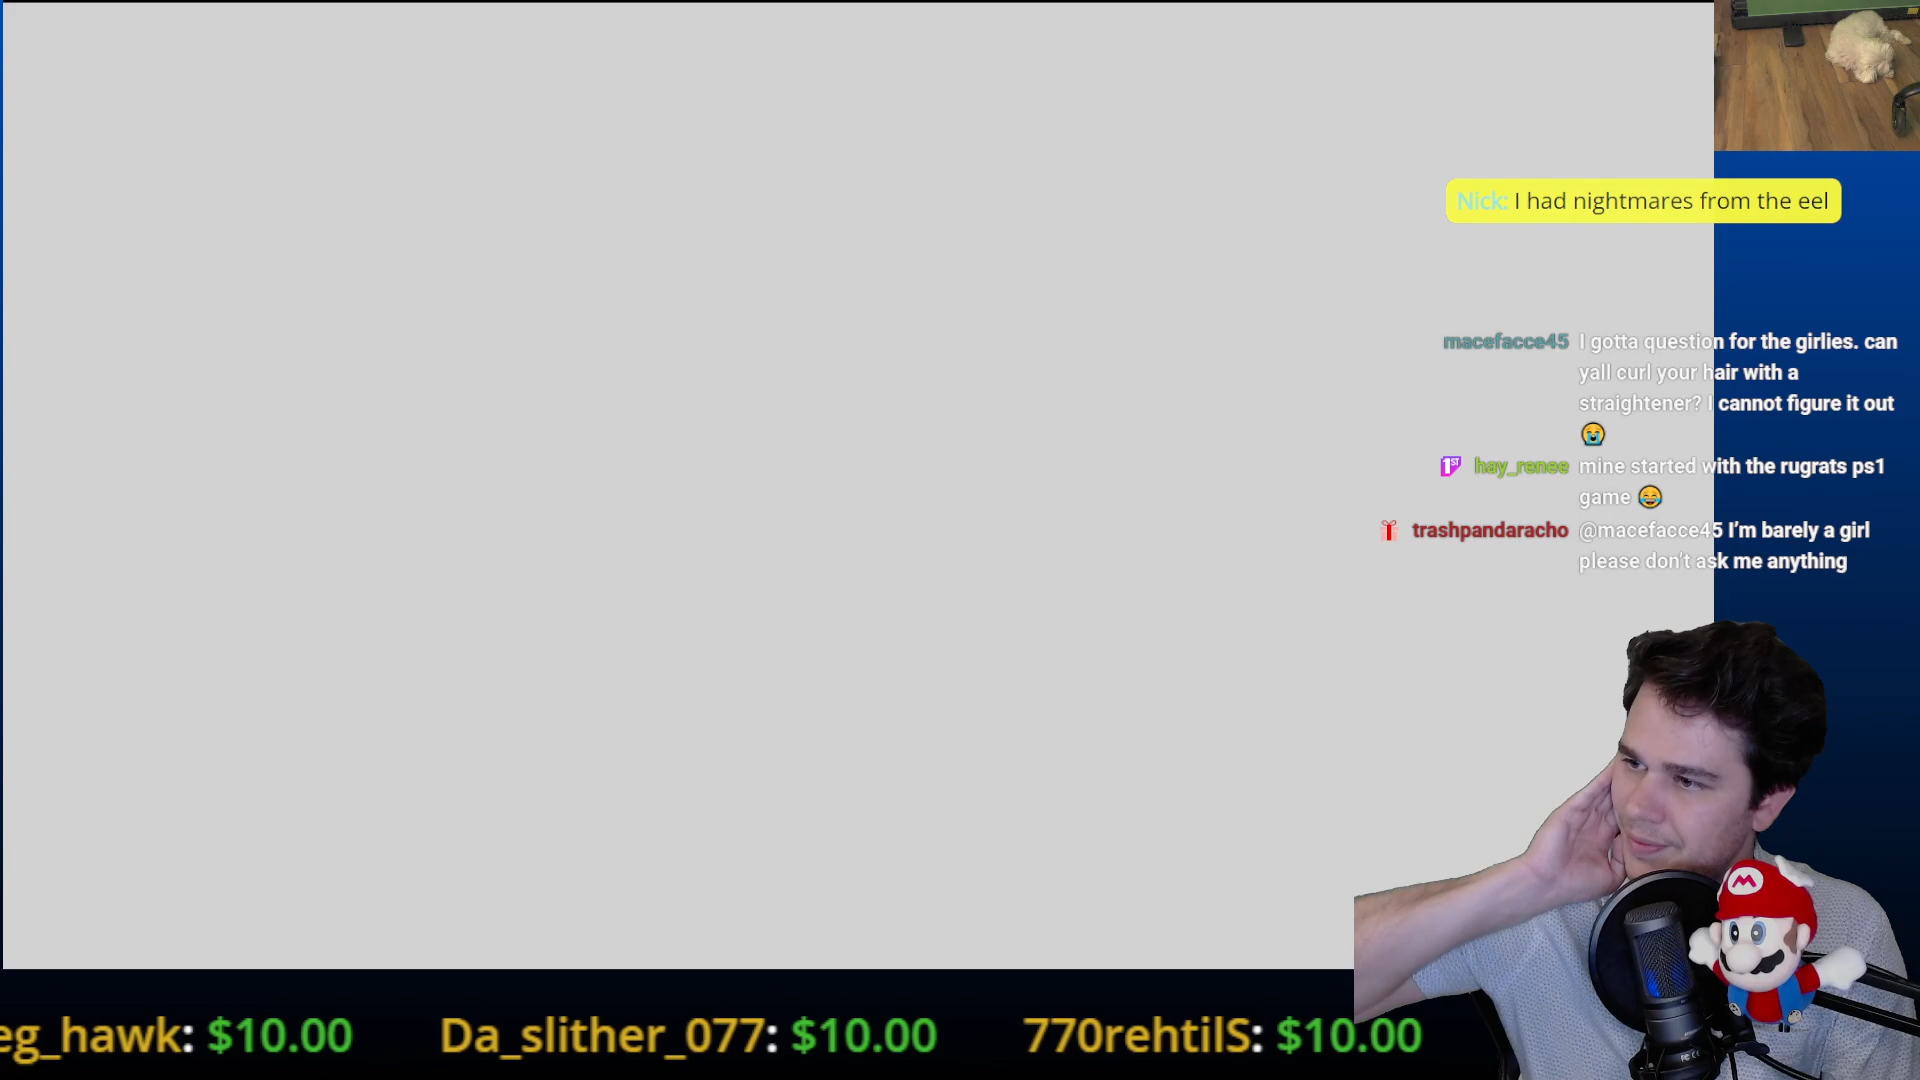 Nick: I had nightmares from the eel
macefacce45 I gotta question for the girlies. can
yall curl your hair with a
straightener? I cannot figure it out
😭
1ST hay_renee mine started with the rugrats ps1
game 😂
trashpandaracho @macefacce45 I'm barely a girl
please don't ask me anything
M
eg_hawk: $10.00 Da_slither_077: $10.00 770rehtilS: $10.00